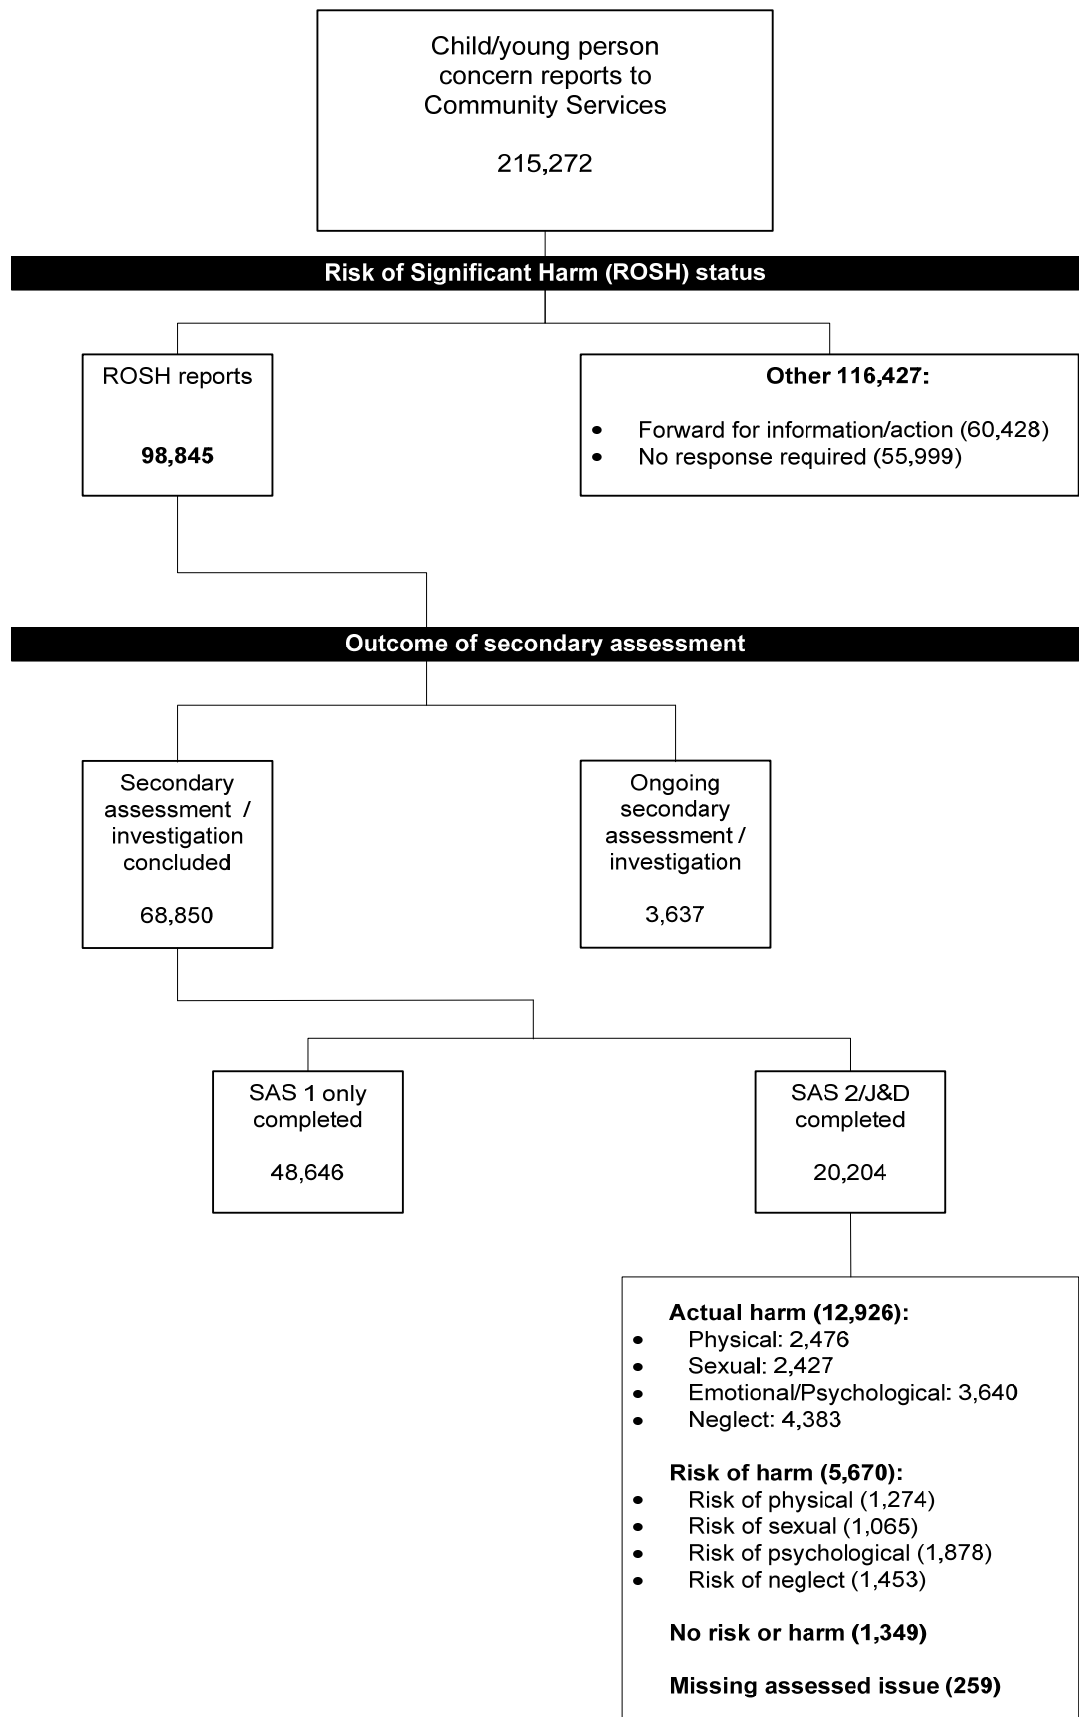 Child/young person
concern reports to
Community Services
215,272
Risk of Significant Harm (ROSH) status
ROSH reports
98,845
Other 116,427:
• Forward for information/action (60,428)
• No response required (55,999)
Outcome of secondary assessment
Secondary
assessment /
investigation
concluded
68,850
Ongoing
secondary
assessment /
investigation
3,637
SAS 1 only
completed
48,646
SAS 2/J&D
completed
20,204
Actual harm (12,926):
• Physical: 2,476
• Sexual: 2,427
• Emotional/Psychological: 3,640
• Neglect: 4,383
Risk of harm (5,670):
• Risk of physical (1,274)
• Risk of sexual (1,065)
• Risk of psychological (1,878)
• Risk of neglect (1,453)
No risk or harm (1,349)
Missing assessed issue (259)